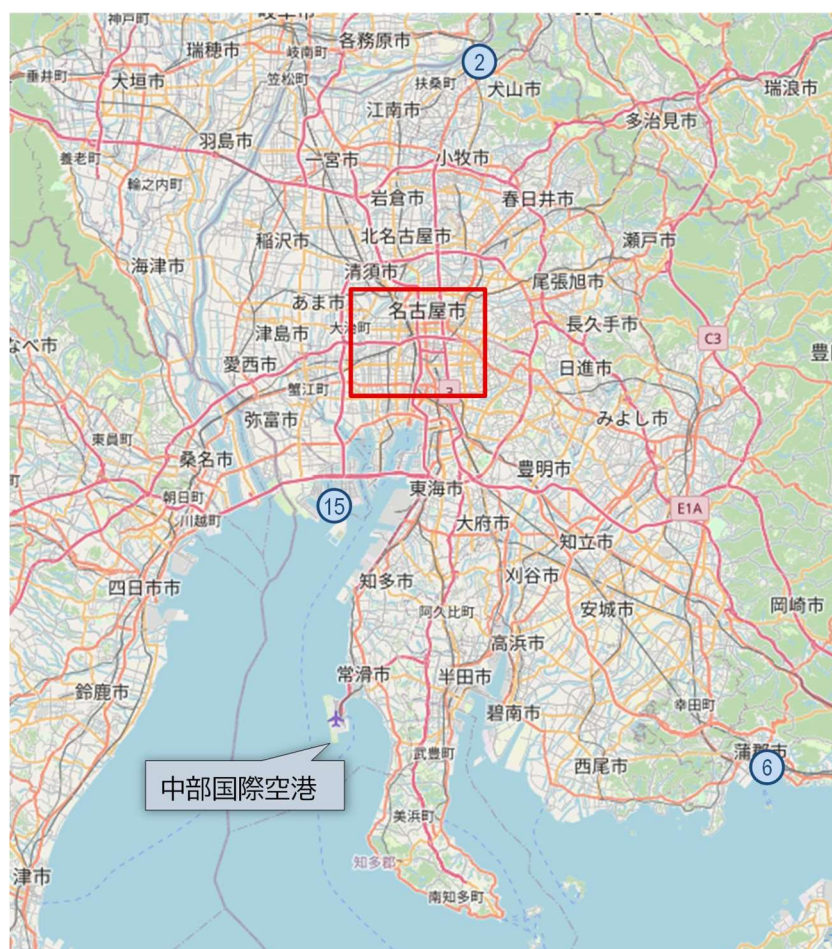 神戸町
岐南町
各務原市
瑞穂市
笠松町
2
扶桑町
犬山市
垂井町
大垣市
江南市
瑞浪市
多治見市
羽島市
養老町
一宮市
小牧市
輪之内町
岩倉市
春日井市
稲沢市
北名古屋市
瀬戸市
海津市
清須市
尾張旭市
あま市
名古屋市
津島市
大治町
長久手市
C3
なべ市
愛西市
日進市
蟹江町
3
弥富市
みよし市
東員町
桑名市
豊明市
朝日町
東海市
15
川越町
大府市
E1A
知立市
四日市市
知多市
刈谷市
安城市
岡崎市
阿久比町
高浜市
常滑市
半田市
鈴鹿市
碧南市
幸田町
武豊町
蒲郡市
西尾市
6
中部国際空港
美浜町
知多郡
津市
南知多町